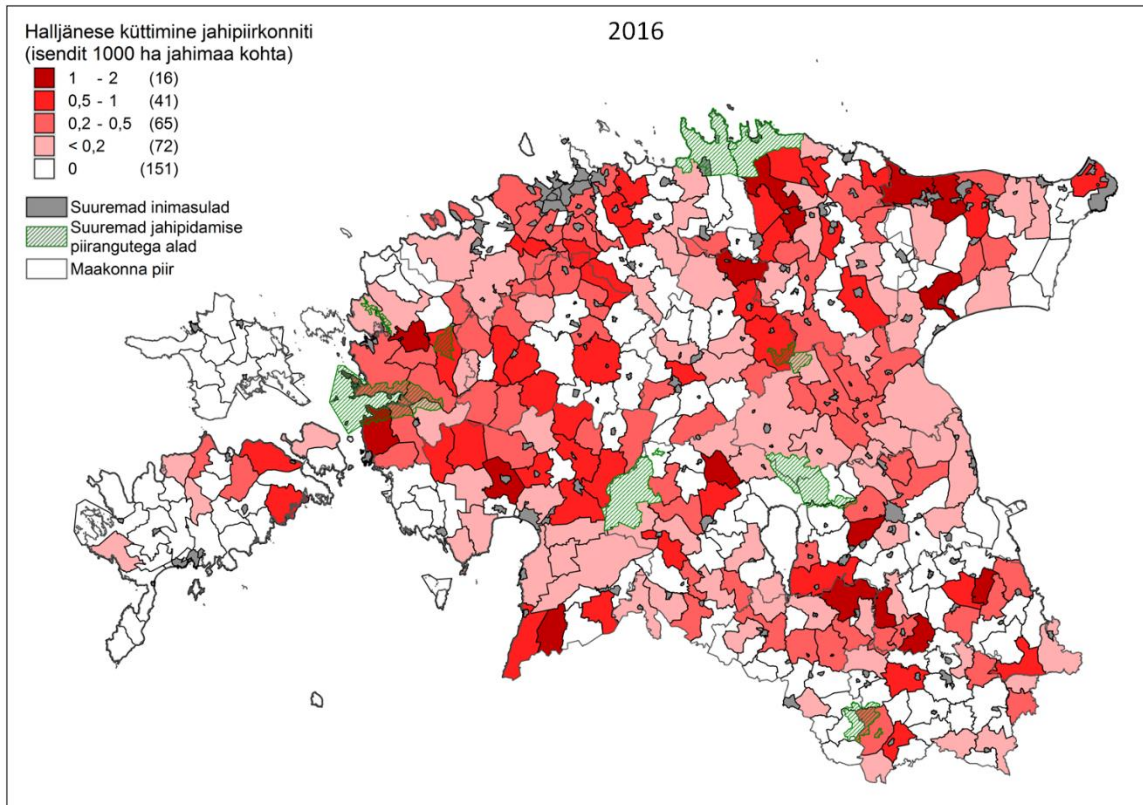 2016
Halljänese küttimine jahipiirkonniti
(isendit 1000 ha jahimaa kohta)
1 - 2 (16)
0,5 - 1 (41)
0,2 - 0,5 (65)
< 0,2 (72)
0 (151)
Suuremad inimasulad
Suuremad jahipidamise
piirangutega alad
Maakonna piir